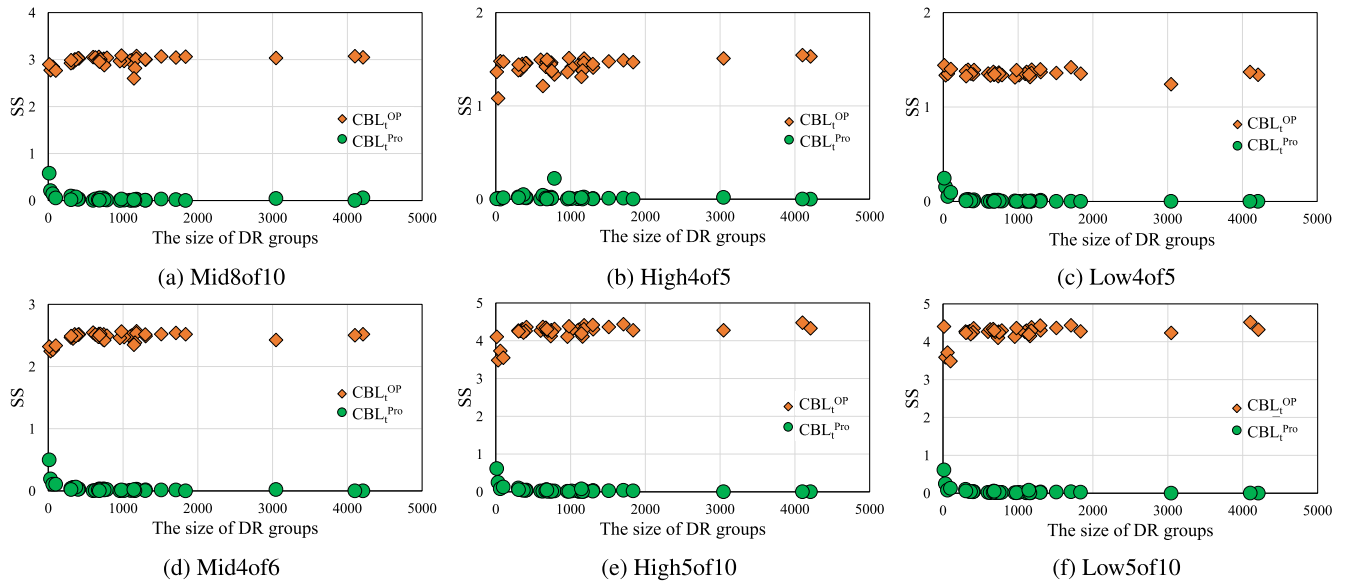 4
3
2
1
0
SS
CBLtOP
CBLtPro
0 1000 2000 3000 4000 5000
The size of DR groups
(a) Mid8of10
2
1
0
SS
CBLtOP
CBLtPro
0 1000 2000 3000 4000 5000
The size of DR groups
(b) High4of5
2
1
0
SS
CBLtOP
CBLtPro
0 1000 2000 3000 4000 5000
The size of DR groups
(c) Low4of5
3
2
1
0
SS
CBLtOP
CBLtPro
0 1000 2000 3000 4000 5000
The size of DR groups
(d) Mid4of6
5
4
3
2
1
0
SS
CBLtOP
CBLtPro
0 1000 2000 3000 4000 5000
The size of DR groups
(e) High5of10
5
4
3
2
1
0
SS
CBLtOP
CBLtPro
0 1000 2000 3000 4000 5000
The size of DR groups
(f) Low5of10